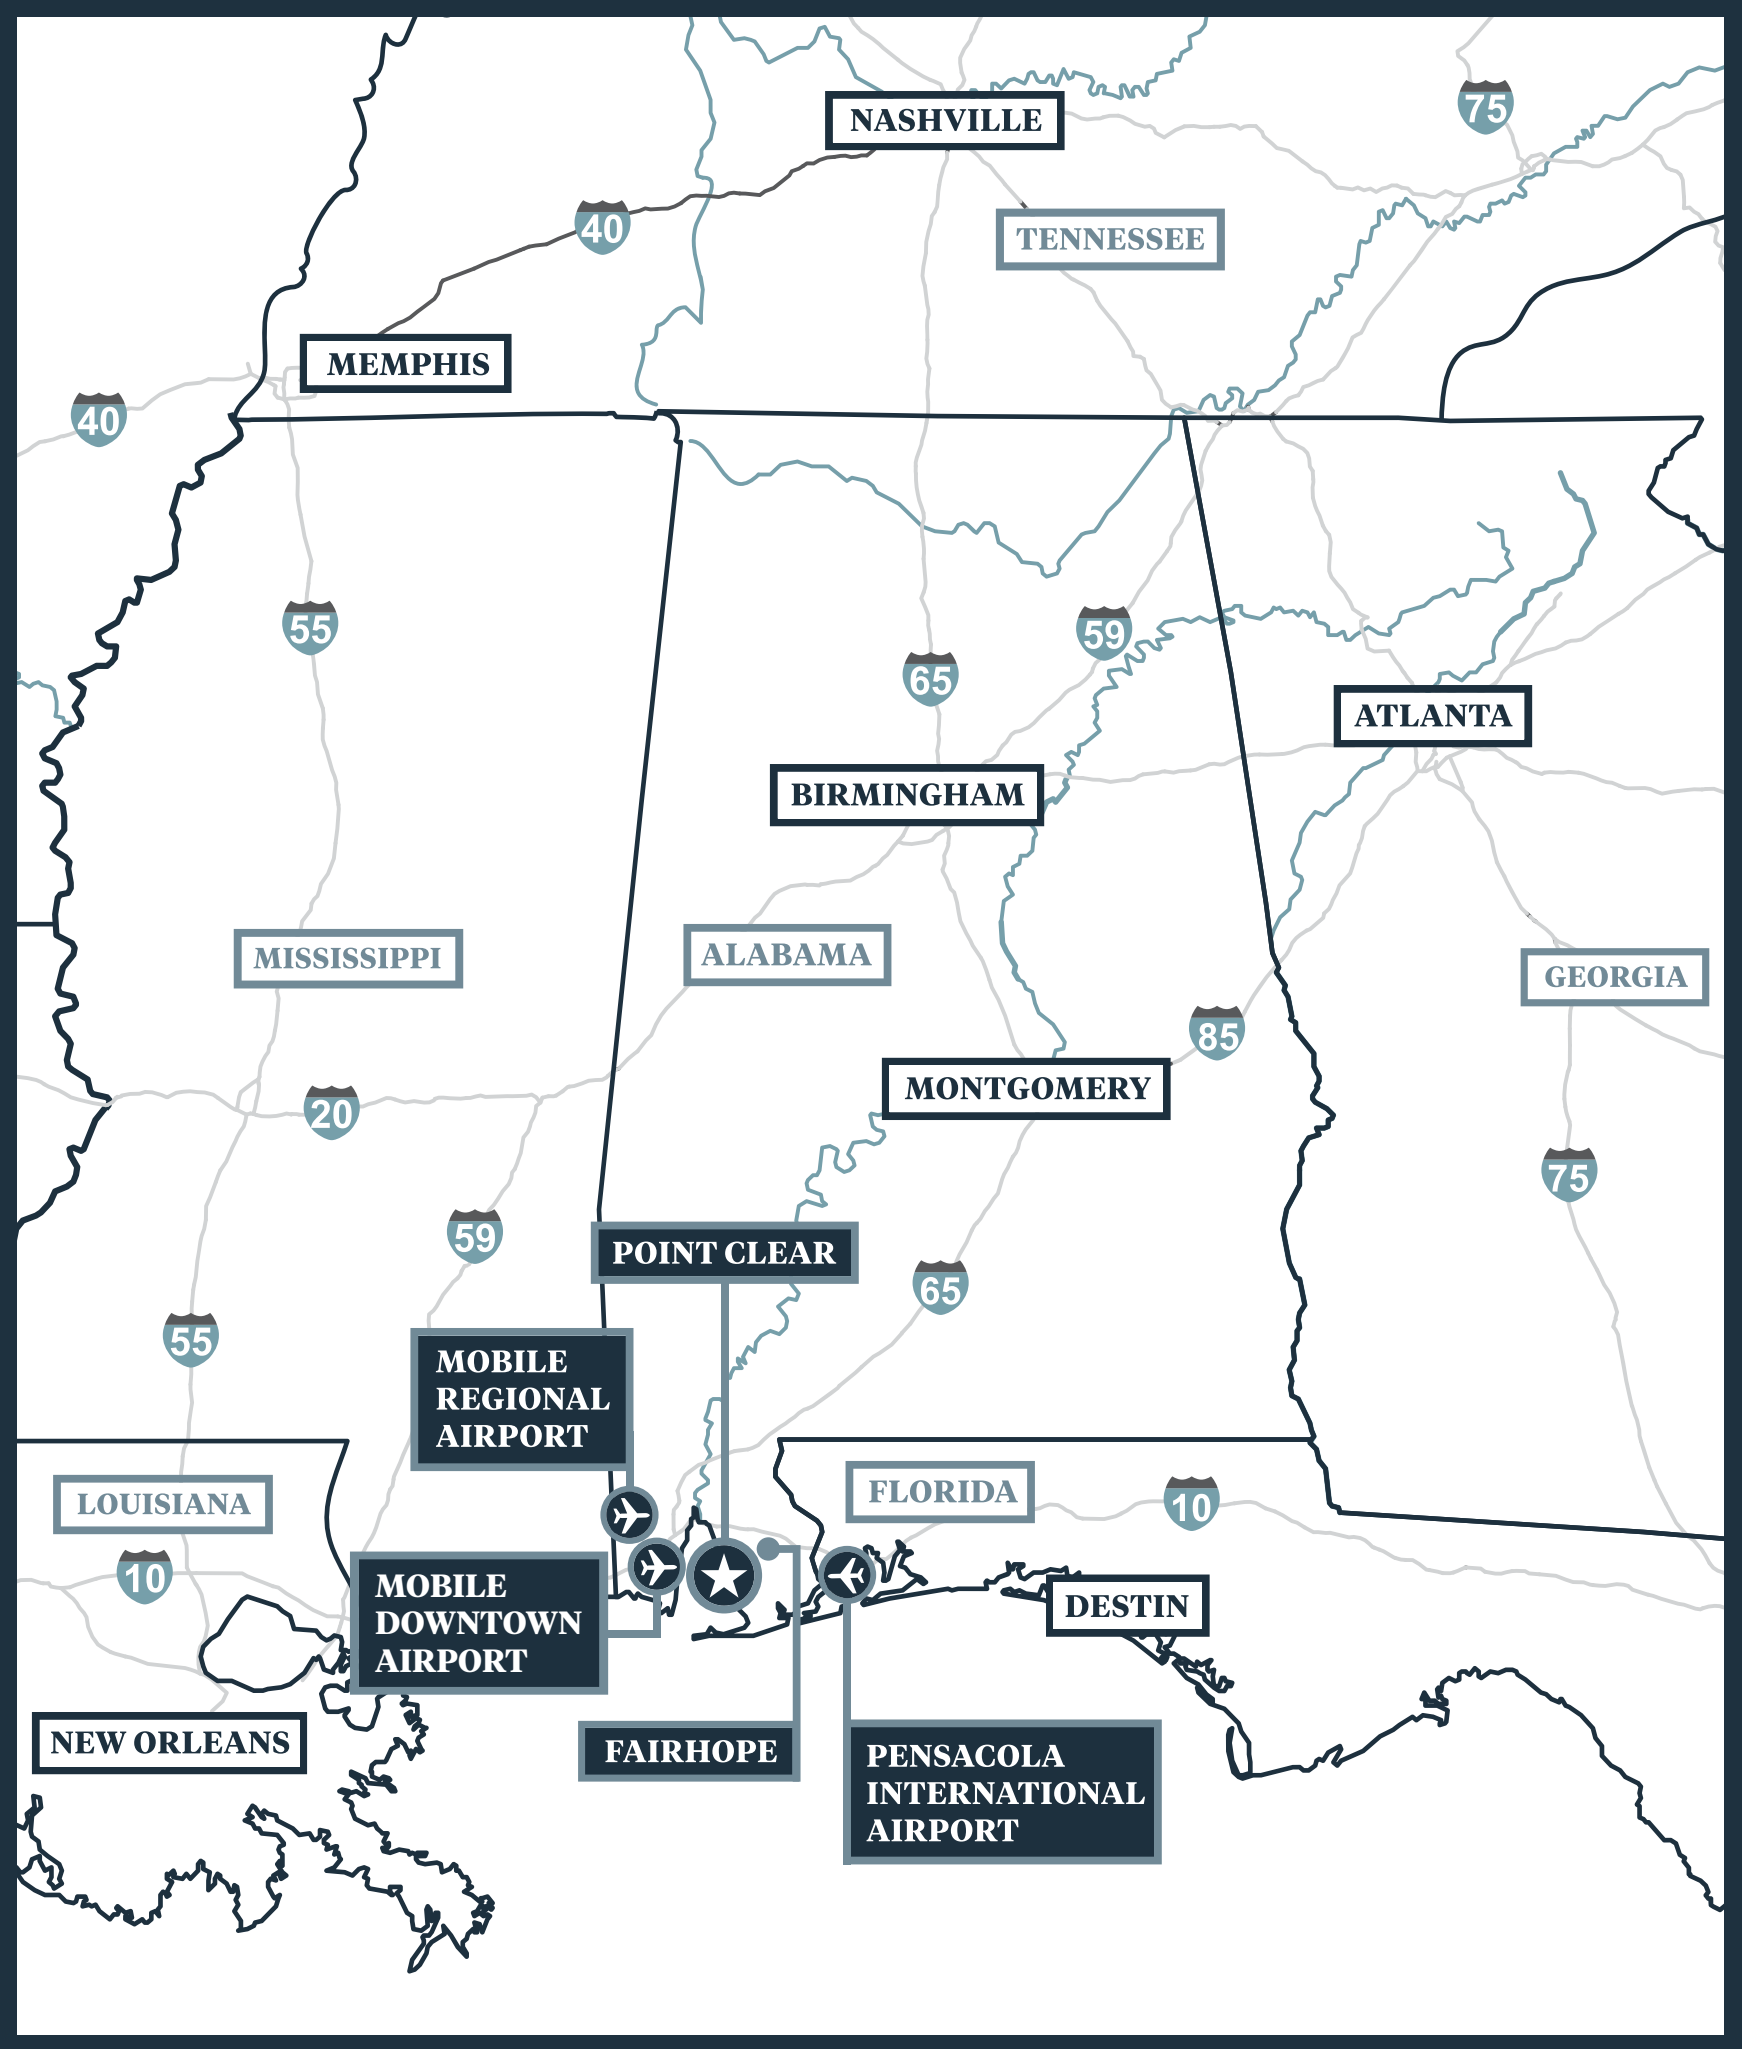 75
NASHVILLE
40
TENNESSEE
MEMPHIS
40
55
59
65
ATLANTA
BIRMINGHAM
MISSISSIPPI
ALABAMA
GEORGIA
85
MONTGOMERY
20
75
59
POINT CLEAR
65
55
MOBILE
REGIONAL
AIRPORT
LOUISIANA
FLORIDA
10
10
MOBILE
DOWNTOWN
AIRPORT
DESTIN
NEW ORLEANS
FAIRHOPE
PENSACOLA
INTERNATIONAL
AIRPORT